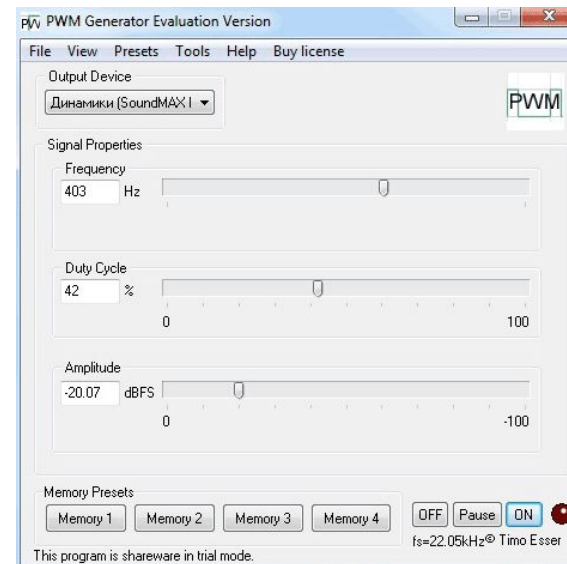 PWM PWM Generator Evaluation Version
File View Presets Tools Help Buy license
Output Device
Динамики (SoundMAX I
PWM
Signal Properties
Frequency
403 Hz
Duty Cycle
42 %
0 100
Amplitude
-20.07 dBFS
0 -100
Memory Presets
Memory 1 Memory 2 Memory 3 Memory 4
OFF Pause ON
fs=22.05kHz© Timo Esser
This program is shareware in trial mode.